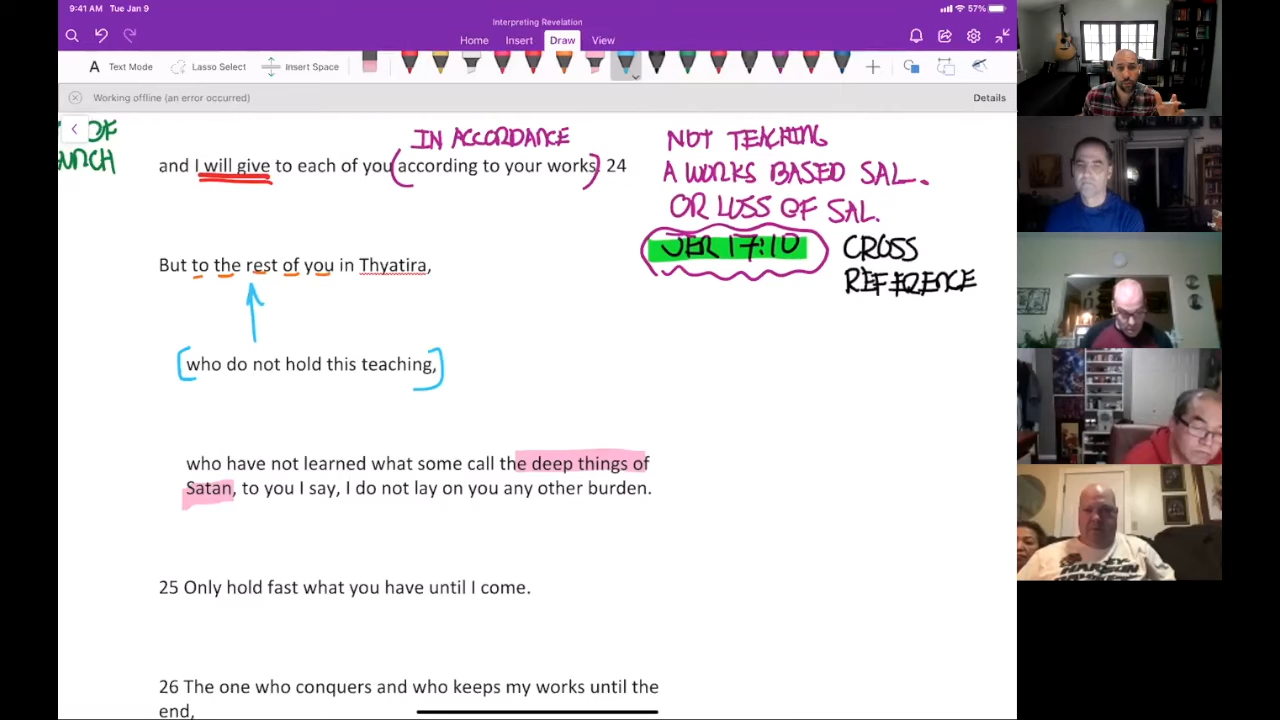 9:41 AM Tue Jan 9
57%
Interpreting Revelation
Home Insert Draw View
Text Mode Lasso Select Insert Space
Working offline (an error occurred) Details
OF
IN ACCORDANCE
and I will give to each of you according to your works. 24
NOT TEACHING
A WORKS BASED SAL.
OR LOSS OF SAL.
JER 17:10
CROSS
REFERENCE
But to the rest of you in Thyatira,
who do not hold this teaching,
who have not learned what some call the deep things of
Satan, to you I say, I do not lay on you any other burden.
25 Only hold fast what you have until I come.
26 The one who conquers and who keeps my works until the
end,
HARLEY